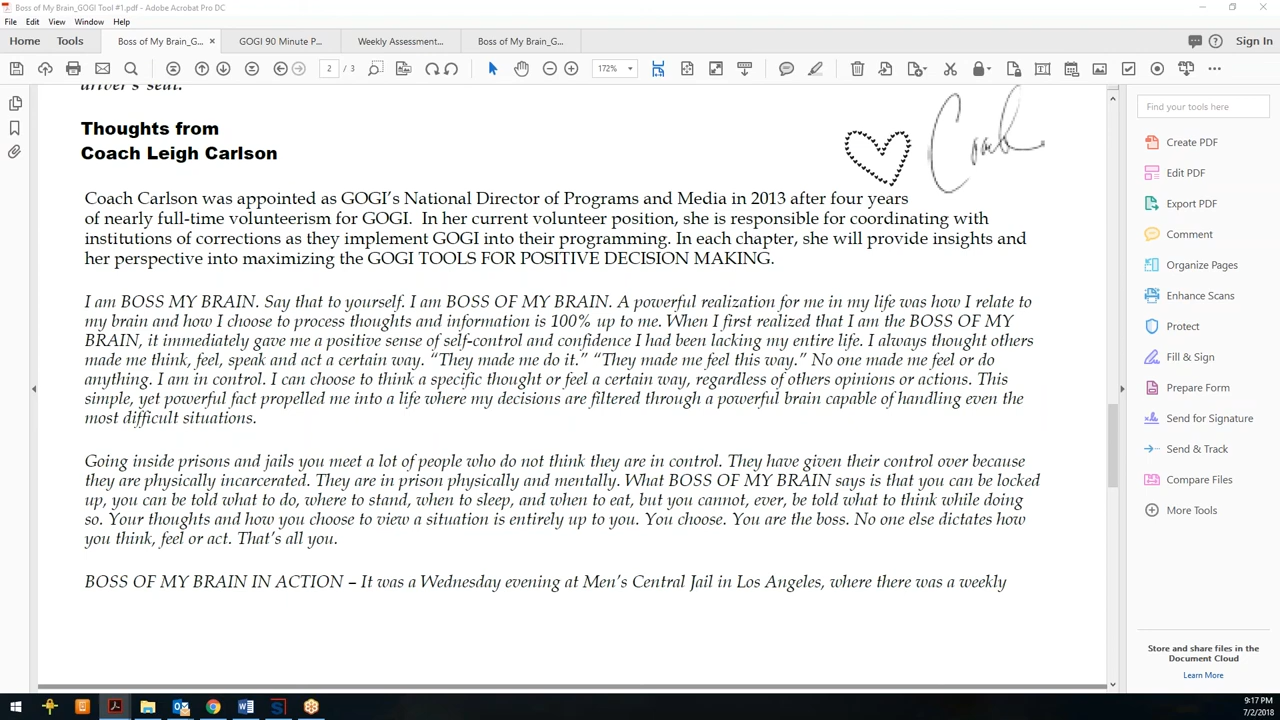 Boss of My Brain_GOGI Tool #1.pdf - Adobe Acrobat Pro DC
File Edit View Window Help
Home Tools Boss of My Brain_G... × GOGI 90 Minute P... Weekly Assessment... Boss of My Brain_G... Sign In
2 / 3 172%
driver's seat.
Thoughts from
Coach Leigh Carlson
Coach
Coach Carlson was appointed as GOGI's National Director of Programs and Media in 2013 after four years
of nearly full-time volunteerism for GOGI. In her current volunteer position, she is responsible for coordinating with
institutions of corrections as they implement GOGI into their programming. In each chapter, she will provide insights and
her perspective into maximizing the GOGI TOOLS FOR POSITIVE DECISION MAKING.
I am BOSS MY BRAIN. Say that to yourself. I am BOSS OF MY BRAIN. A powerful realization for me in my life was how I relate to
my brain and how I choose to process thoughts and information is 100% up to me. When I first realized that I am the BOSS OF MY
BRAIN, it immediately gave me a positive sense of self-control and confidence I had been lacking my entire life. I always thought others
made me think, feel, speak and act a certain way. “They made me do it.” “They made me feel this way.” No one made me feel or do
anything. I am in control. I can choose to think a specific thought or feel a certain way, regardless of others opinions or actions. This
simple, yet powerful fact propelled me into a life where my decisions are filtered through a powerful brain capable of handling even the
most difficult situations.
Going inside prisons and jails you meet a lot of people who do not think they are in control. They have given their control over because
they are physically incarcerated. They are in prison physically and mentally. What BOSS OF MY BRAIN says is that you can be locked
up, you can be told what to do, where to stand, when to sleep, and when to eat, but you cannot, ever, be told what to think while doing
so. Your thoughts and how you choose to view a situation is entirely up to you. You choose. You are the boss. No one else dictates how
you think, feel or act. That's all you.
BOSS OF MY BRAIN IN ACTION – It was a Wednesday evening at Men's Central Jail in Los Angeles, where there was a weekly
Find your tools here
Create PDF
Edit PDF
Export PDF
Comment
Organize Pages
Enhance Scans
Protect
Fill & Sign
Prepare Form
Send for Signature
Send & Track
Compare Files
More Tools
Store and share files in the
Document Cloud
Learn More
9:17 PM
7/2/2018